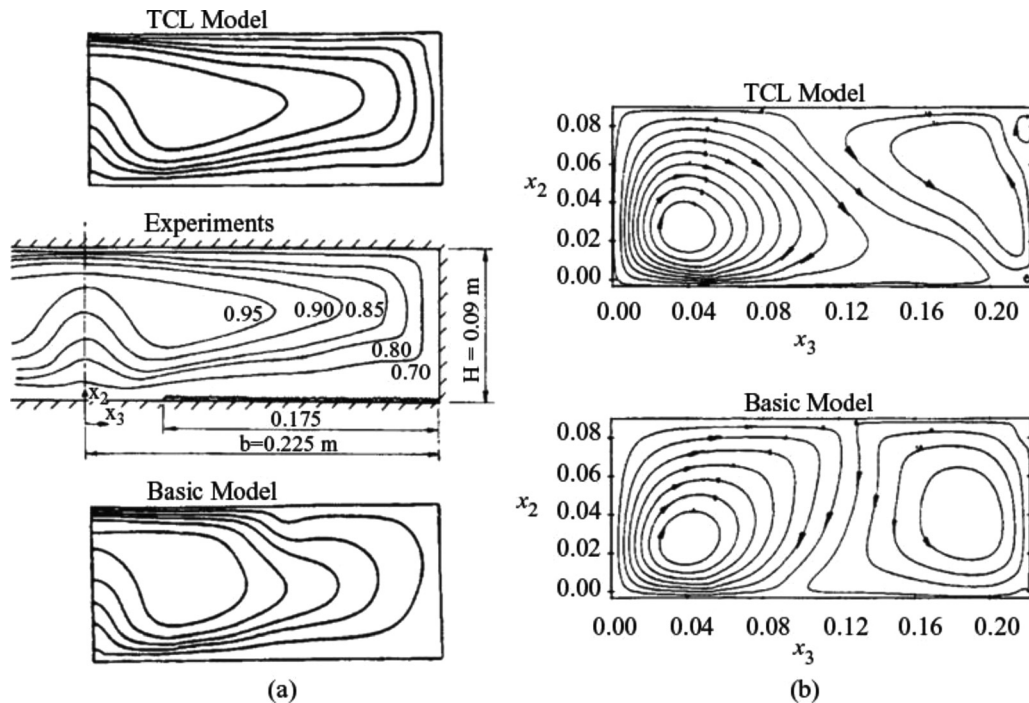 TCL Model
Experiments
0.95
0.90
0.85
0.80
0.70
H = 0.09 m
x2
x3
0.175
b=0.225 m
Basic Model
(a)
TCL Model
0.08
0.06
x2
0.04
0.02
0.00
0.00 0.04 0.08 0.12 0.16 0.20
x3
Basic Model
0.08
0.06
x2
0.04
0.02
0.00
0.00 0.04 0.08 0.12 0.16 0.20
x3
(b)